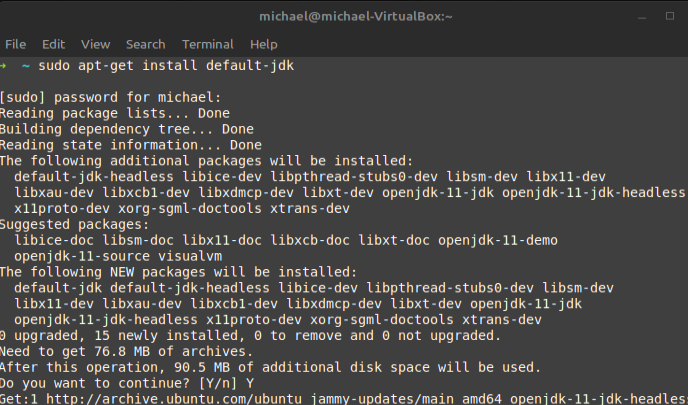 michael@michael-VirtualBox:~
File Edit View Search Terminal Help
➜ ~ sudo apt-get install default-jdk
[sudo] password for michael:
Reading package lists... Done
Building dependency tree... Done
Reading state information... Done
The following additional packages will be installed:
default-jdk-headless libice-dev libpthread-stubs0-dev libsm-dev libx11-dev
libxau-dev libxcb1-dev libxdmcp-dev libxt-dev openjdk-11-jdk openjdk-11-jdk-headless
x11proto-dev xorg-sgml-doctools xtrans-dev
Suggested packages:
libice-doc libsm-doc libx11-doc libxcb-doc libxt-doc openjdk-11-demo
openjdk-11-source visualvm
The following NEW packages will be installed:
default-jdk default-jdk-headless libice-dev libpthread-stubs0-dev libsm-dev
libx11-dev libxau-dev libxcb1-dev libxdmcp-dev libxt-dev openjdk-11-jdk
openjdk-11-jdk-headless x11proto-dev xorg-sgml-doctools xtrans-dev
0 upgraded, 15 newly installed, 0 to remove and 0 not upgraded.
Need to get 76.8 MB of archives.
After this operation, 90.5 MB of additional disk space will be used.
Do you want to continue? [Y/n] Y
Get:1 http://archive.ubuntu.com/ubuntu jammy-updates/main amd64 openjdk-11-jdk-headless